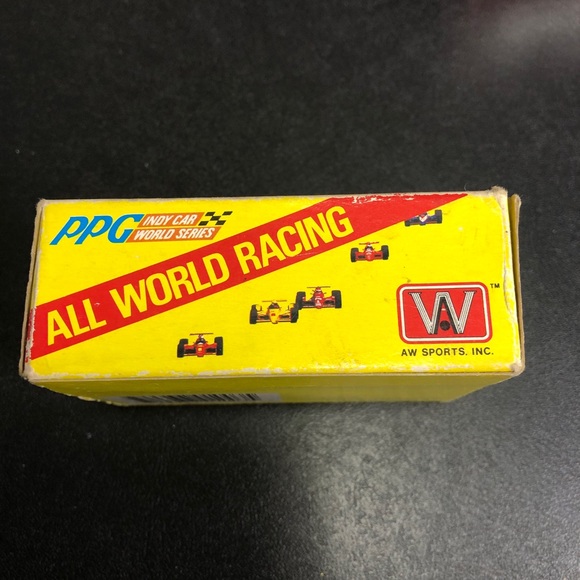 PPG INDY CAR
WORLD SERIES
ALL WORLD RACING
AW
TM
AW SPORTS, INC.